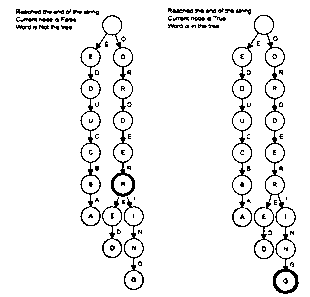 Reached the end of the string
Current node is False
Word is Not the tree
Reached the end of the string
Current node is True
Word is in the tree
E O
E O
D R
D R
U D
U D
C E
C E
B R
B R
A E I
A E I
D N
D N
G
G
E O
E O
D R
D R
U D
U D
C E
C E
B R
B R
A E I
A E I
D N
D N
G
G